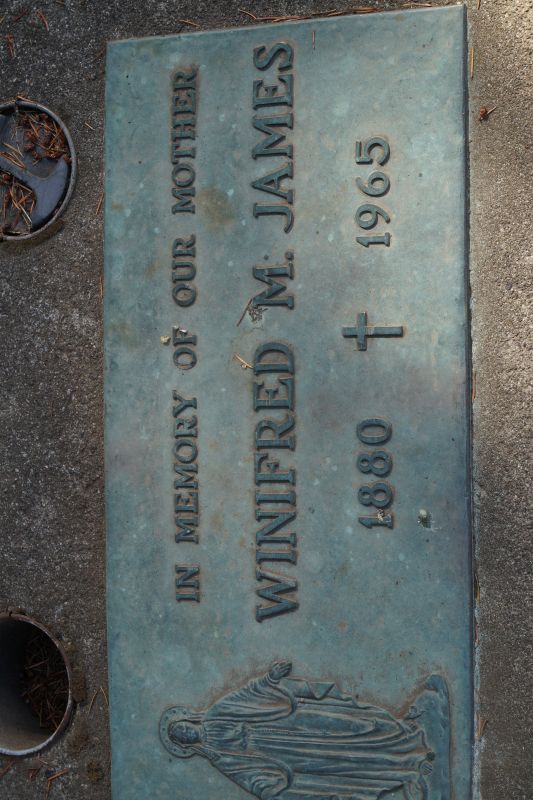 IN MEMORY OF OUR MOTHER
WINIFRED M. JAMES
1880 † 1965